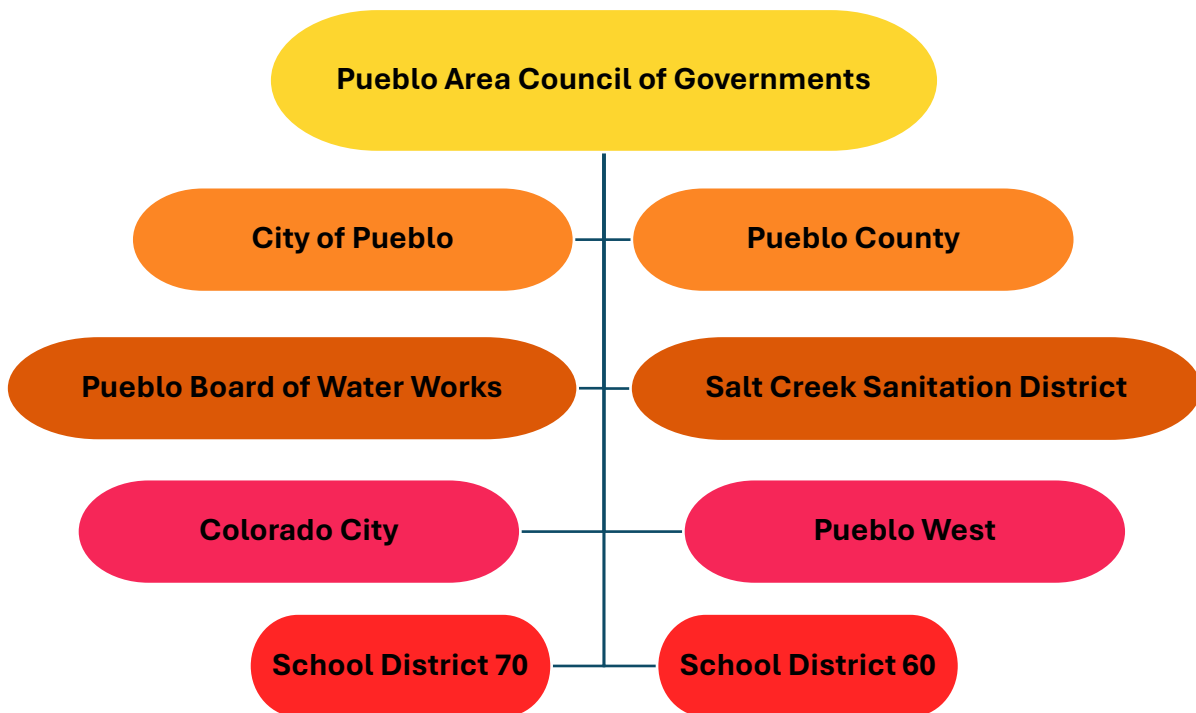 Pueblo Area Council of Governments
City of Pueblo
Pueblo County
Pueblo Board of Water Works
Salt Creek Sanitation District
Colorado City
Pueblo West
School District 70
School District 60